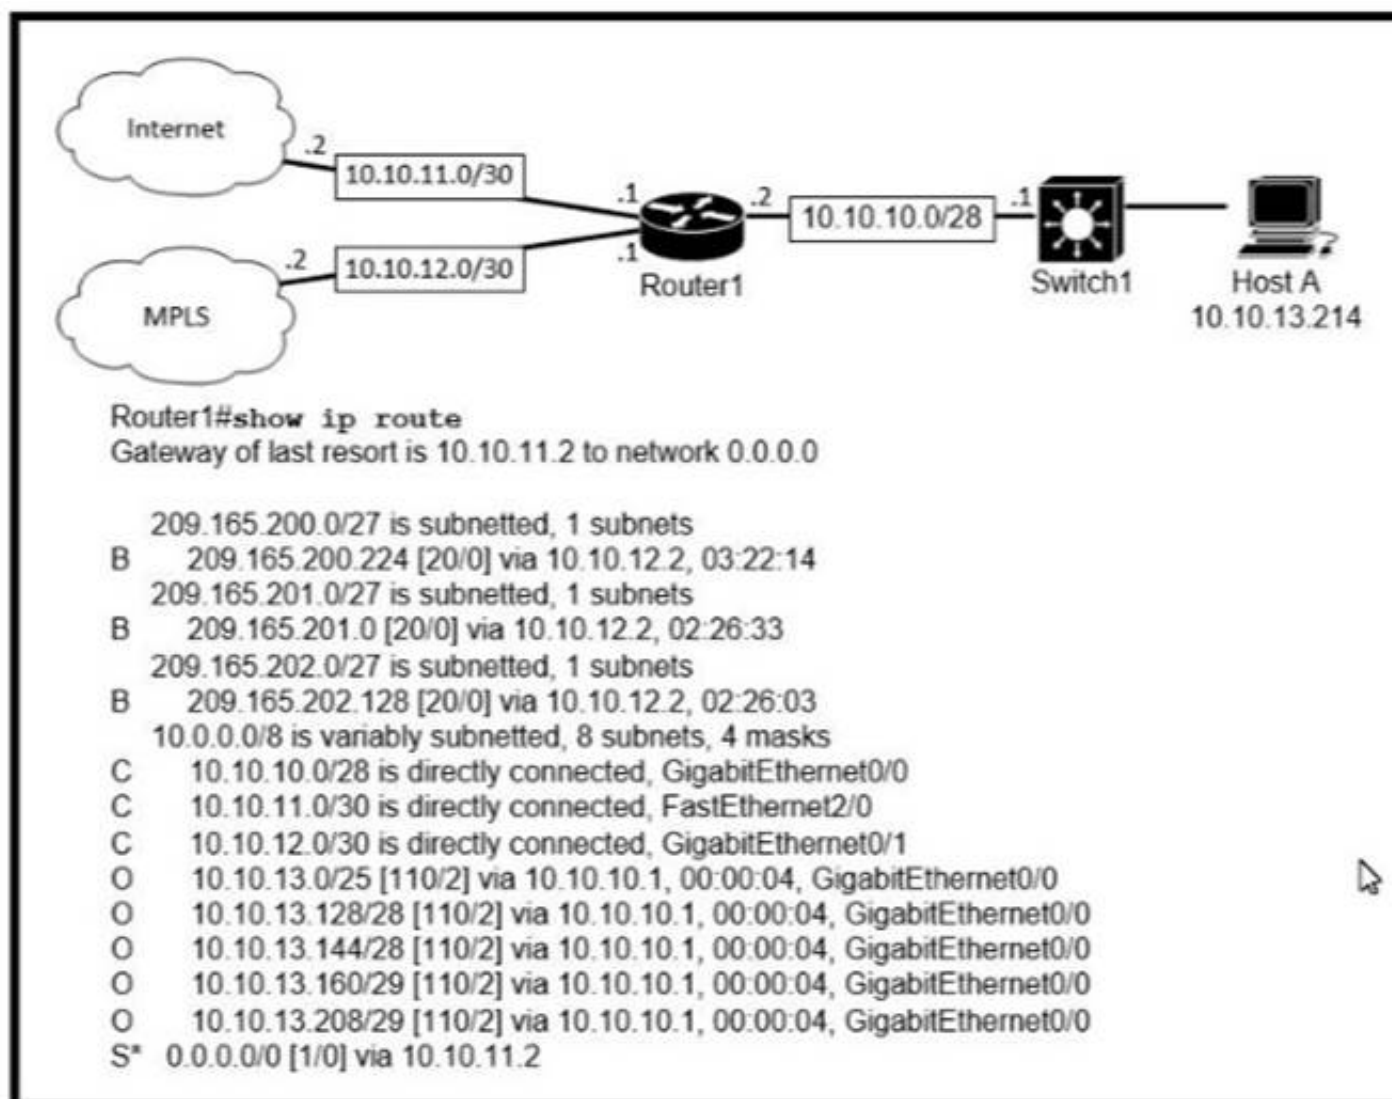 Internet
.2
10.10.11.0/30
.1
.2
10.10.10.0/28
.1
.2
10.10.12.0/30
.1
Router1
Switch1
Host A
10.10.13.214
MPLS
Router1#show ip route
Gateway of last resort is 10.10.11.2 to network 0.0.0.0
209.165.200.0/27 is subnetted, 1 subnets
B 209.165.200.224 [20/0] via 10.10.12.2, 03:22:14
209.165.201.0/27 is subnetted, 1 subnets
B 209.165.201.0 [20/0] via 10.10.12.2, 02:26:33
209.165.202.0/27 is subnetted, 1 subnets
B 209.165.202.128 [20/0] via 10.10.12.2, 02:26:03
10.0.0.0/8 is variably subnetted, 8 subnets, 4 masks
C 10.10.10.0/28 is directly connected, GigabitEthernet0/0
C 10.10.11.0/30 is directly connected, FastEthernet2/0
C 10.10.12.0/30 is directly connected, GigabitEthernet0/1
O 10.10.13.0/25 [110/2] via 10.10.10.1, 00:00:04, GigabitEthernet0/0
O 10.10.13.128/28 [110/2] via 10.10.10.1, 00:00:04, GigabitEthernet0/0
O 10.10.13.144/28 [110/2] via 10.10.10.1, 00:00:04, GigabitEthernet0/0
O 10.10.13.160/29 [110/2] via 10.10.10.1, 00:00:04, GigabitEthernet0/0
O 10.10.13.208/29 [110/2] via 10.10.10.1, 00:00:04, GigabitEthernet0/0
S* 0.0.0.0/0 [1/0] via 10.10.11.2